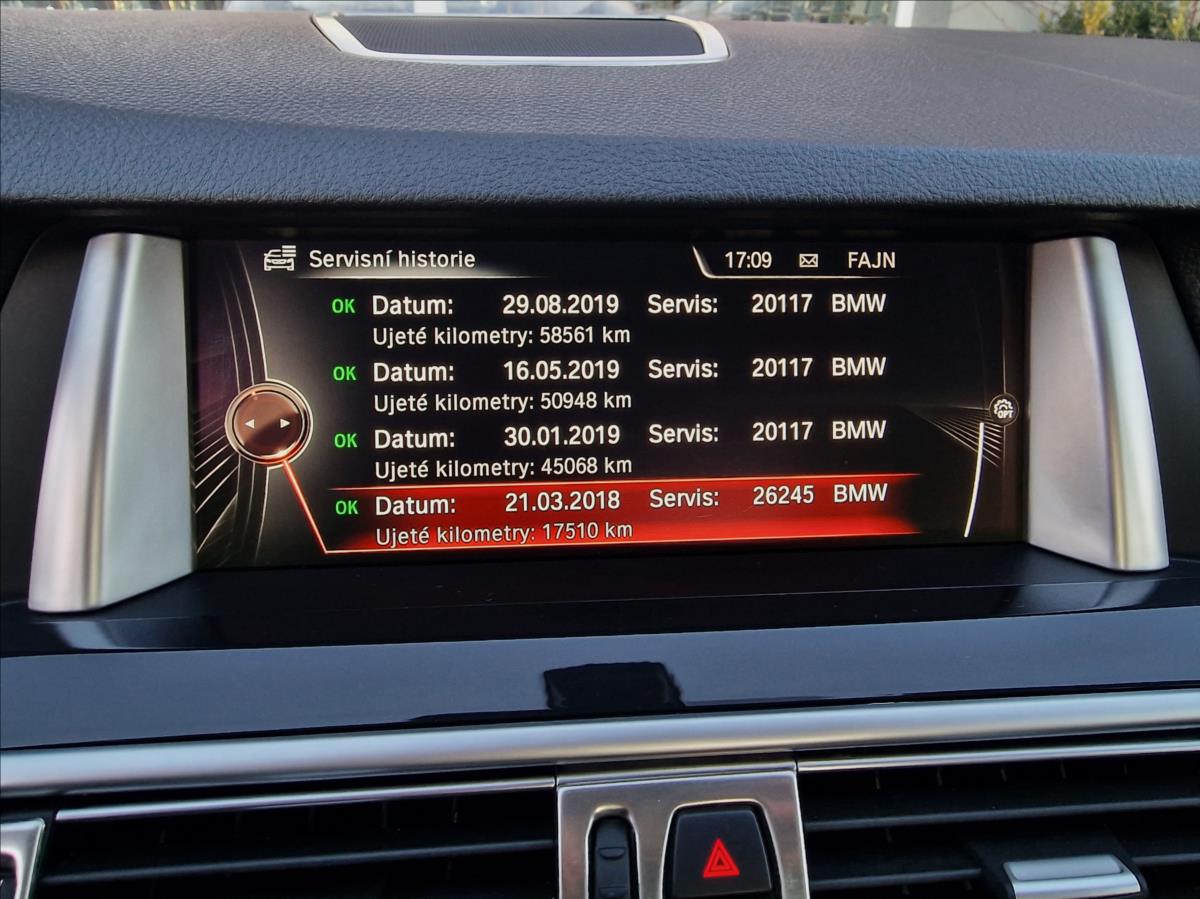 Servisní historie 17:09 FAJN
OK Datum: 29.08.2019 Servis: 20117 BMW
Ujeté kilometry: 58561 km
OK Datum: 16.05.2019 Servis: 20117 BMW
Ujeté kilometry: 50948 km
OK Datum: 30.01.2019 Servis: 20117 BMW
Ujeté kilometry: 45068 km
OK Datum: 21.03.2018 Servis: 26245 BMW
Ujeté kilometry: 17510 km
OPT